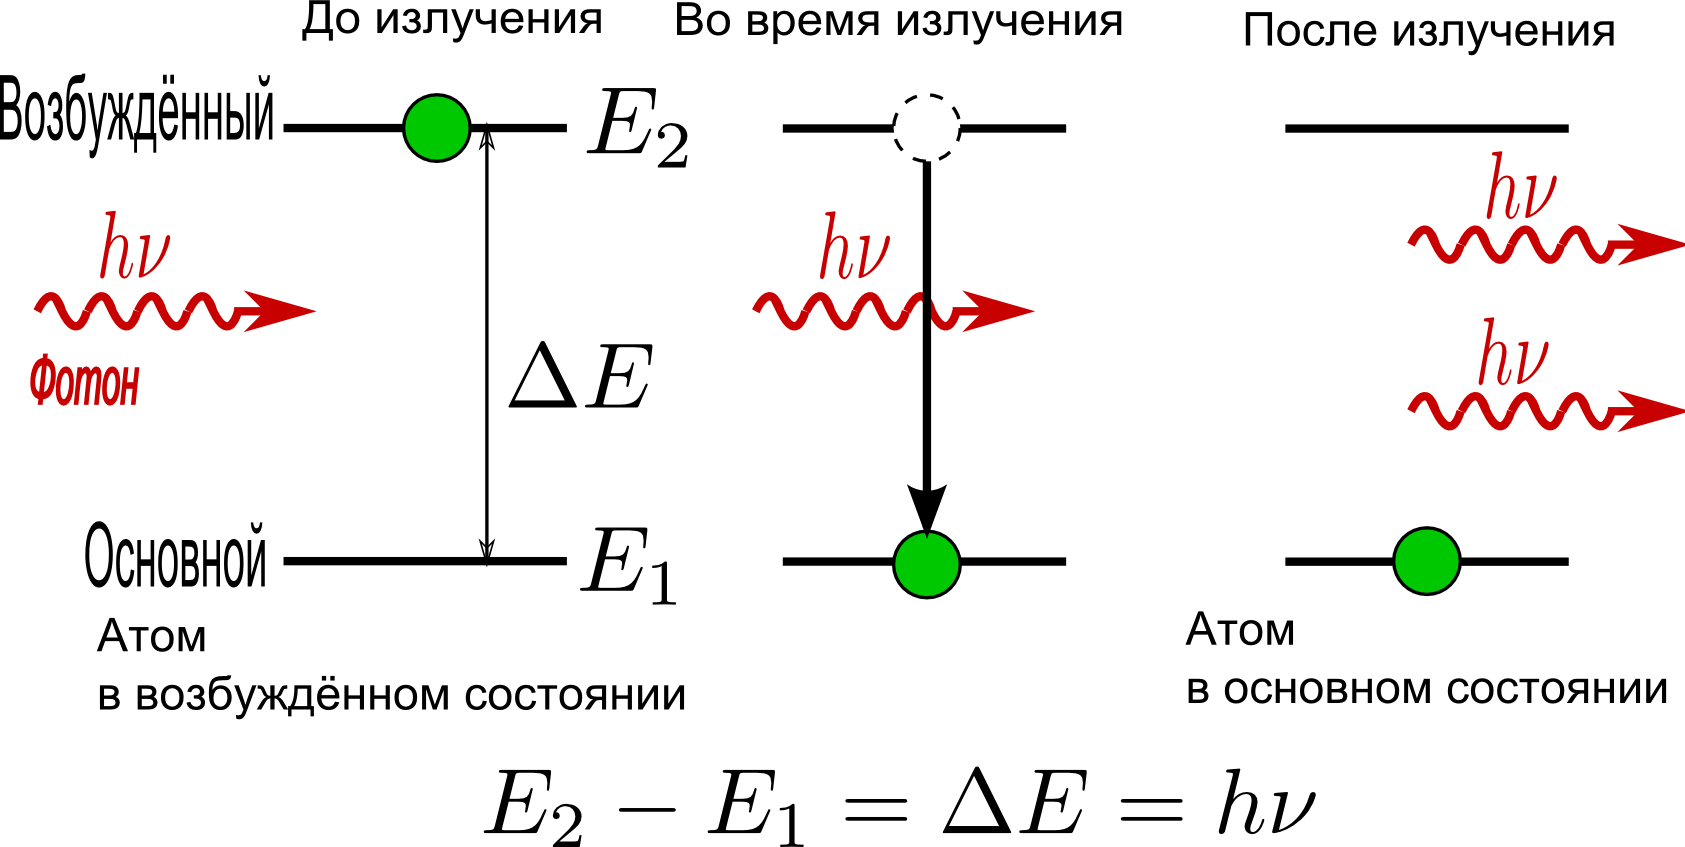 До излучения
Во время излучения
После излучения
Возбуждённый
E₂
hν
hν
hν
Фотон
ΔE
hν
Основной
E₁
Атом
в возбуждённом состоянии
Атом
в основном состоянии
E₂ − E₁ = ΔE = hν